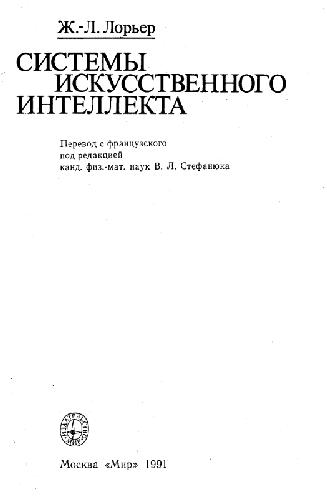 Ж.-Л. Лорьер
СИСТЕМЫ
ИСКУССТВЕННОГО
ИНТЕЛЛЕКТА
Перевод с французского
под редакцией
канд. физ.-мат. наук В. Л. Стефанюка
Москва «Мир» 1991